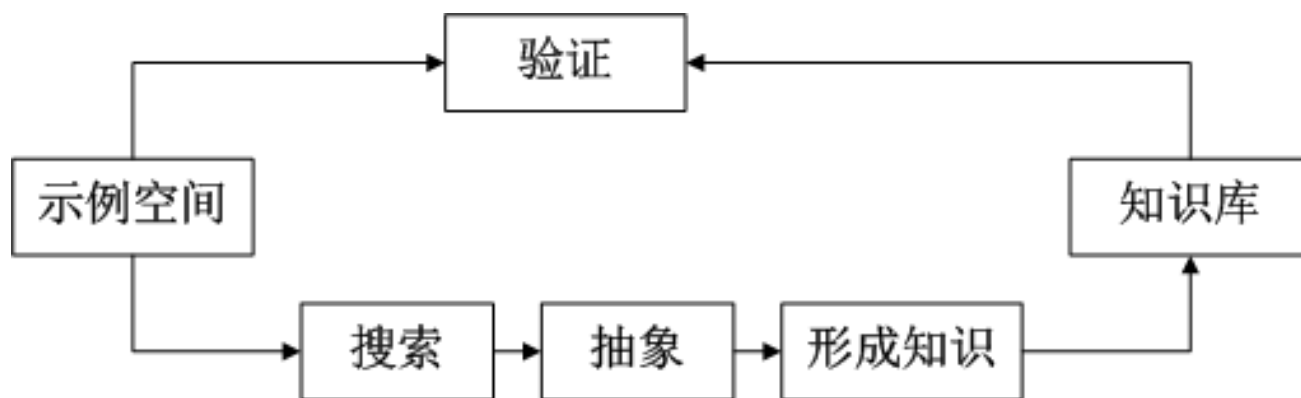 验证
示例空间
知识库
搜索
抽象
形成知识